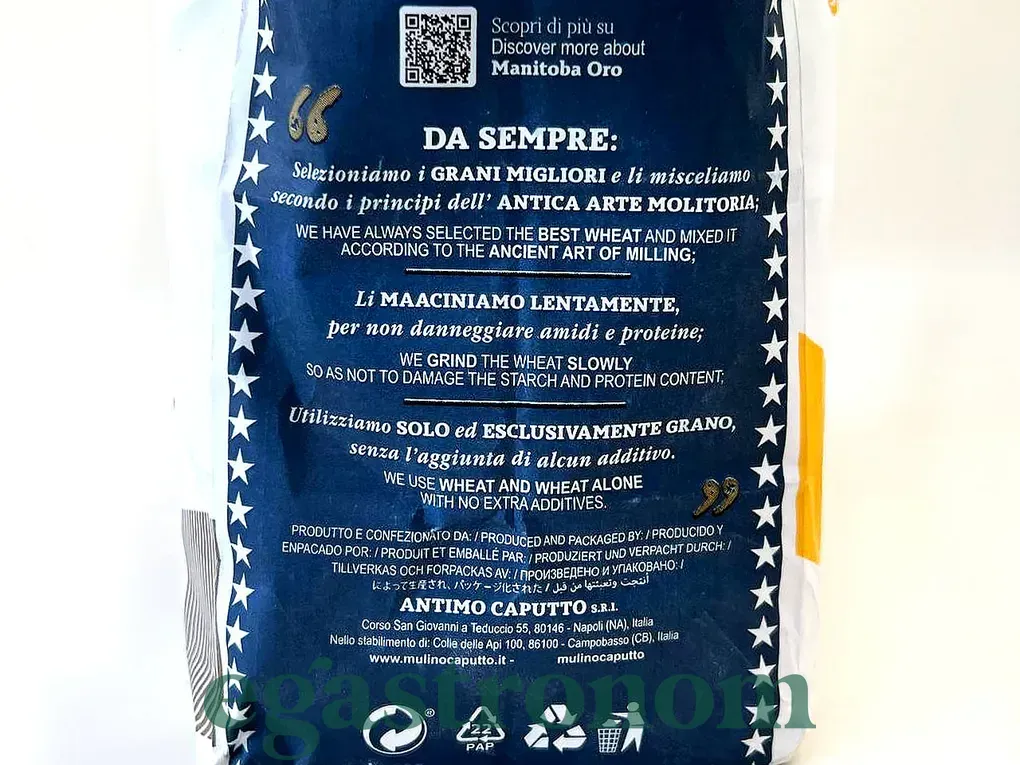 Scopri di più su
Discover more about
Manitoba Oro
DA SEMPRE:
Selezioniamo i GRANI MIGLIORI e li misceliamo
secondo i principi dell' ANTICA ARTE MOLITORIA;
WE HAVE ALWAYS SELECTED THE BEST WHEAT AND MIXED IT
ACCORDING TO THE ANCIENT ART OF MILLING;
Li MAACINIAMO LENTAMENTE,
per non danneggiare amidi e proteine;
WE GRIND THE WHEAT SLOWLY
SO AS NOT TO DAMAGE THE STARCH AND PROTEIN CONTENT;
Utilizziamo SOLO ed ESCLUSIVAMENTE GRANO,
senza l'aggiunta di alcun additivo.
WE USE WHEAT AND WHEAT ALONE
WITH NO EXTRA ADDITIVES.
PRODUTTO E CONFEZIONATO DA: / PRODUCED AND PACKAGED BY: / PRODUCIDO Y
ENPACADO POR: / PRODUIT ET EMBALLÉ PAR: / PRODUZIERT UND VERPACHT DURCH: /
TILLVERKAS OCH FORPACKAS AV: / ПРОИЗВЕДЕНО И УПАКОВАНО: /
によって生産され、パッケージ化された / أنتجت وتعبئتها من قبل
ANTIMO CAPUTTO S.R.L.
Corso San Giovanni a Teduccio 55, 80146 - Napoli (NA), Italia
Nello stabilimento di: Colle delle Api 100, 86100 - Campobasso (CB), Italia
www.mulinocaputto.it - mulinocaputto
egastronom
22
PAP